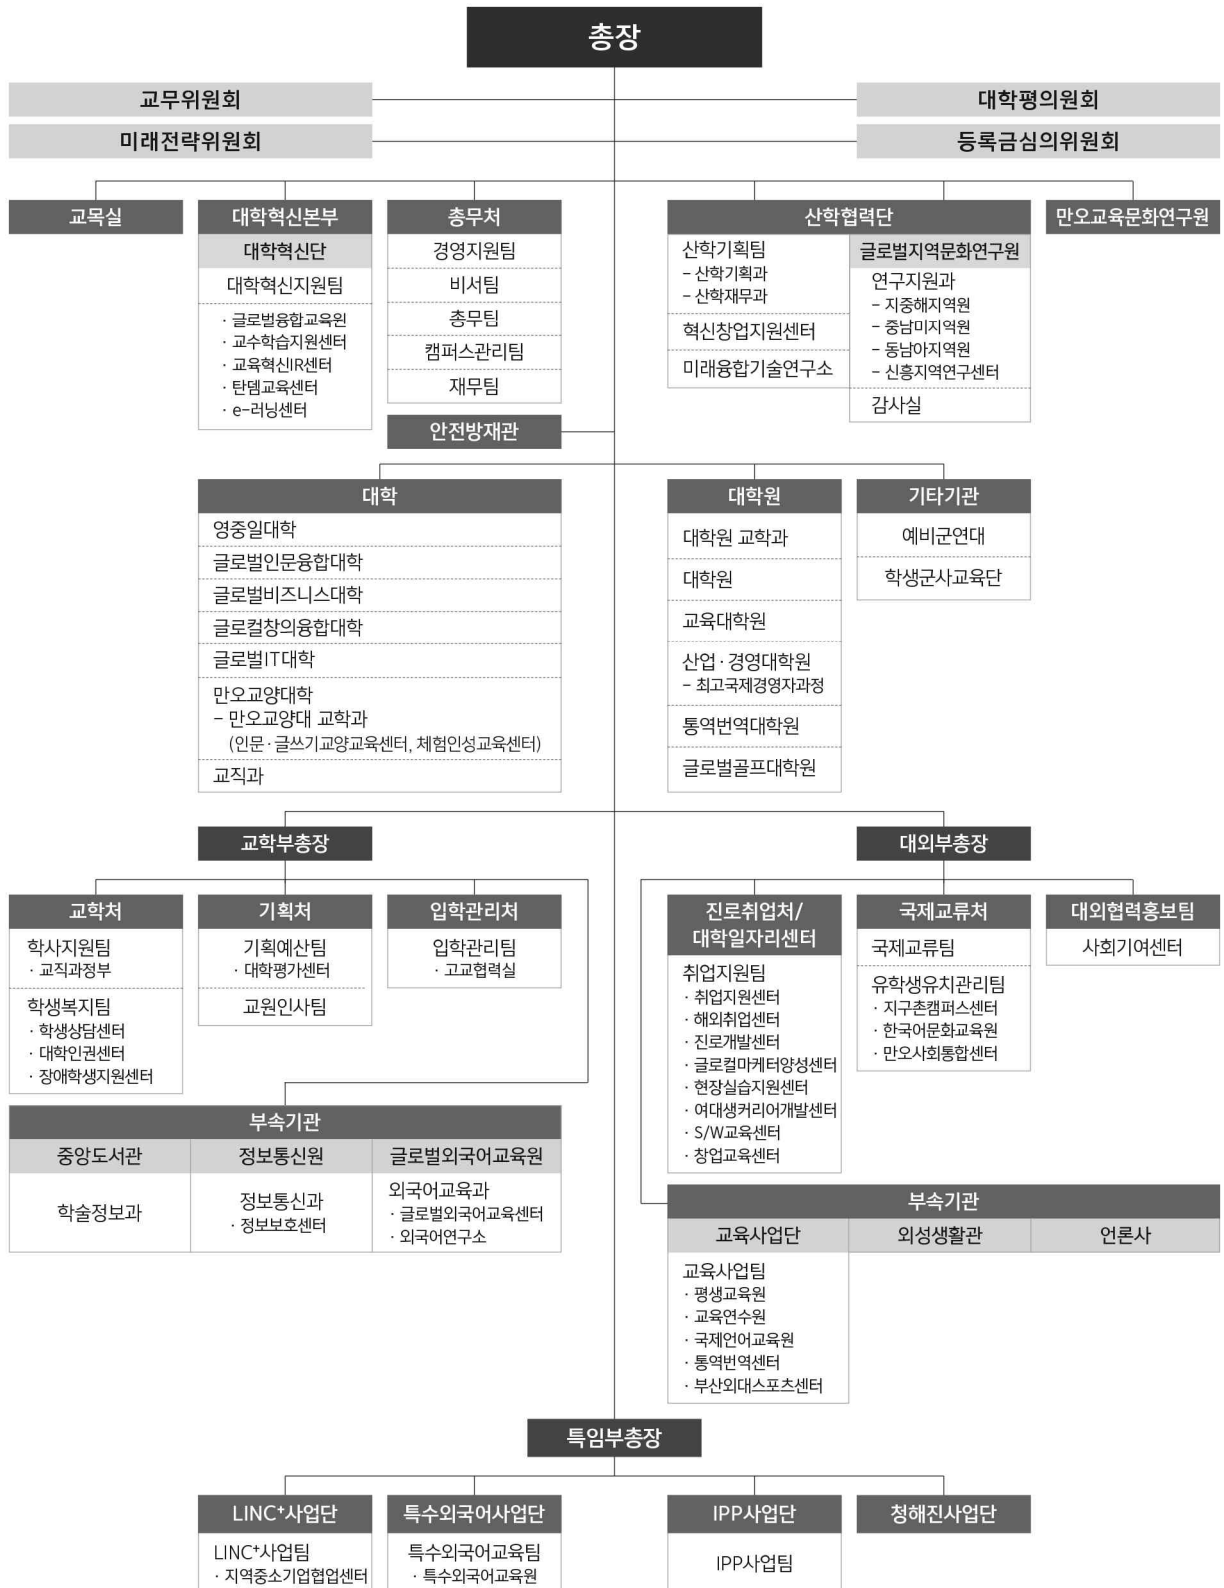 총장
교무위원회
대학평의원회
미래전략위원회
등록금심의위원회
교목실
대학혁신본부
대학혁신단
대학혁신지원팀
· 글로벌융합교육원
· 교수학습지원센터
· 교육혁신IR센터
· 탄뎀교육센터
· e-러닝센터
총무처
경영지원팀
비서팀
총무팀
캠퍼스관리팀
재무팀
산학협력단
산학기획팀
- 산학기획과
- 산학재무과
혁신창업지원센터
미래융합기술연구소
글로벌지역문화연구원
연구지원과
- 지중해지역원
- 중남미지역원
- 동남아지역원
- 신흥지역연구센터
감사실
만오교육문화연구원
안전방재관
대학
영중일대학
글로벌인문융합대학
글로벌비즈니스대학
글로컬창의융합대학
글로벌IT대학
만오교양대학
- 만오교양대 교학과
(인문·글쓰기교양교육센터, 체험인성교육센터)
교직과
대학원
대학원 교학과
대학원
교육대학원
산업·경영대학원
- 최고국제경영자과정
통역번역대학원
글로벌골프대학원
기타기관
예비군연대
학생군사교육단
교학부총장
교학처
학사지원팀
· 교직과정부
학생복지팀
· 학생상담센터
· 대학인권센터
· 장애학생지원센터
기획처
기획예산팀
· 대학평가센터
교원인사팀
입학관리처
입학관리팀
· 고교협력실
부속기관
중앙도서관
학술정보과
정보통신원
정보통신과
· 정보보호센터
글로벌외국어교육원
외국어교육과
· 글로벌외국어교육센터
· 외국어연구소
대외부총장
진로취업처/
대학일자리센터
취업지원팀
· 취업지원센터
· 해외취업센터
· 진로개발센터
· 글로컬마케터양성센터
· 현장실습지원센터
· 여대생커리어개발센터
· S/W교육센터
· 창업교육센터
국제교류처
국제교류팀
유학생유치관리팀
· 지구촌캠퍼스센터
· 한국어문화교육원
· 만오사회통합센터
대외협력홍보팀
사회기여센터
부속기관
교육사업단
교육사업팀
· 평생교육원
· 교육연수원
· 국제언어교육원
· 통역번역센터
· 부산외대스포츠센터
외성생활관
언론사
특임부총장
LINC⁺사업단
LINC⁺사업팀
· 지역중소기업협업센터
특수외국어사업단
특수외국어교육팀
· 특수외국어교육원
IPP사업단
IPP사업팀
청해진사업단